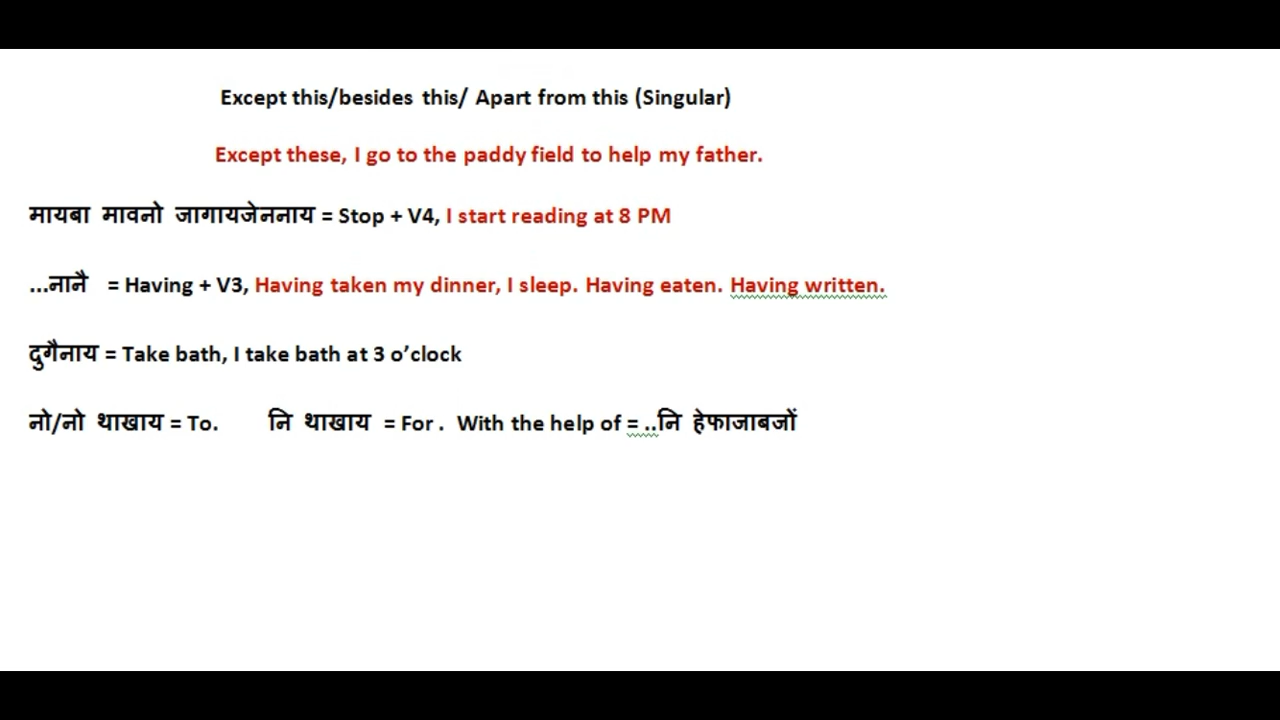 Except this/besides this/ Apart from this (Singular)
Except these, I go to the paddy field to help my father.
मायबा मावनो जागायजेननाय = Stop + V4, I start reading at 8 PM
...नानै = Having + V3, Having taken my dinner, I sleep. Having eaten. Having written.
दुगैनाय = Take bath, I take bath at 3 o’clock
नो/नो थाखाय = To. नि थाखाय = For . With the help of = ..नि हेफाजाबजों